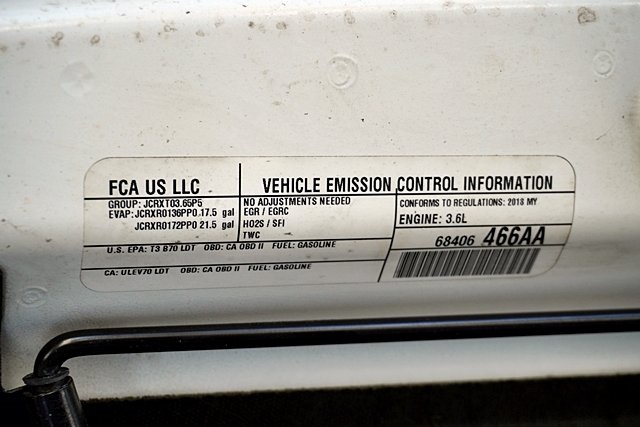 FCA US LLC
VEHICLE EMISSION CONTROL INFORMATION
GROUP: JCRXT03.65P5
EVAP: JCRXR0136PP0 17.5 gal
JCRXR0172PP0 21.5 gal
NO ADJUSTMENTS NEEDED
EGR / EGRC
HO2S / SFI
TWC
CONFORMS TO REGULATIONS: 2018 MY
ENGINE: 3.6L
U.S. EPA: T3 B70 LDT OBD: CA OBD II FUEL: GASOLINE
CA: ULEV70 LDT OBD: CA OBD II FUEL: GASOLINE
68406 466AA